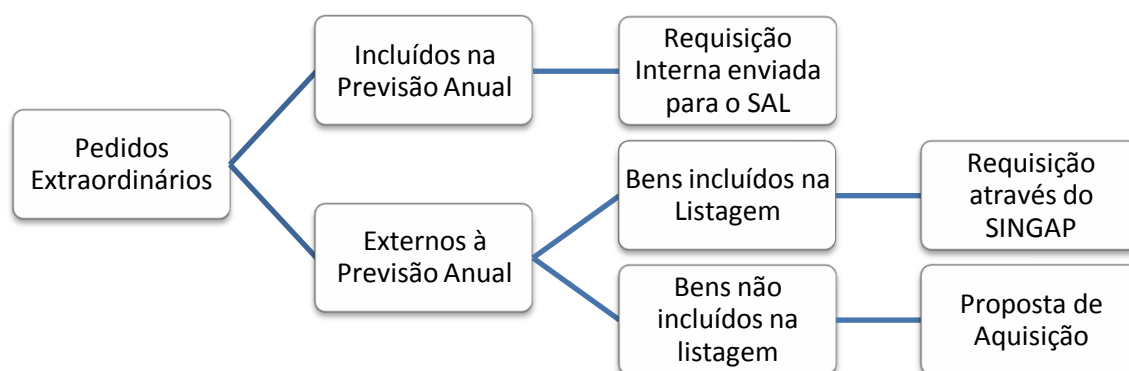 Pedidos
Extraordinários
Incluídos na
Previsão Anual
Requisição
Interna enviada
para o SAL
Externos à
Previsão Anual
Bens incluídos na
Listagem
Requisição
através do
SINGAP
Bens não
incluídos na
listagem
Proposta de
Aquisição